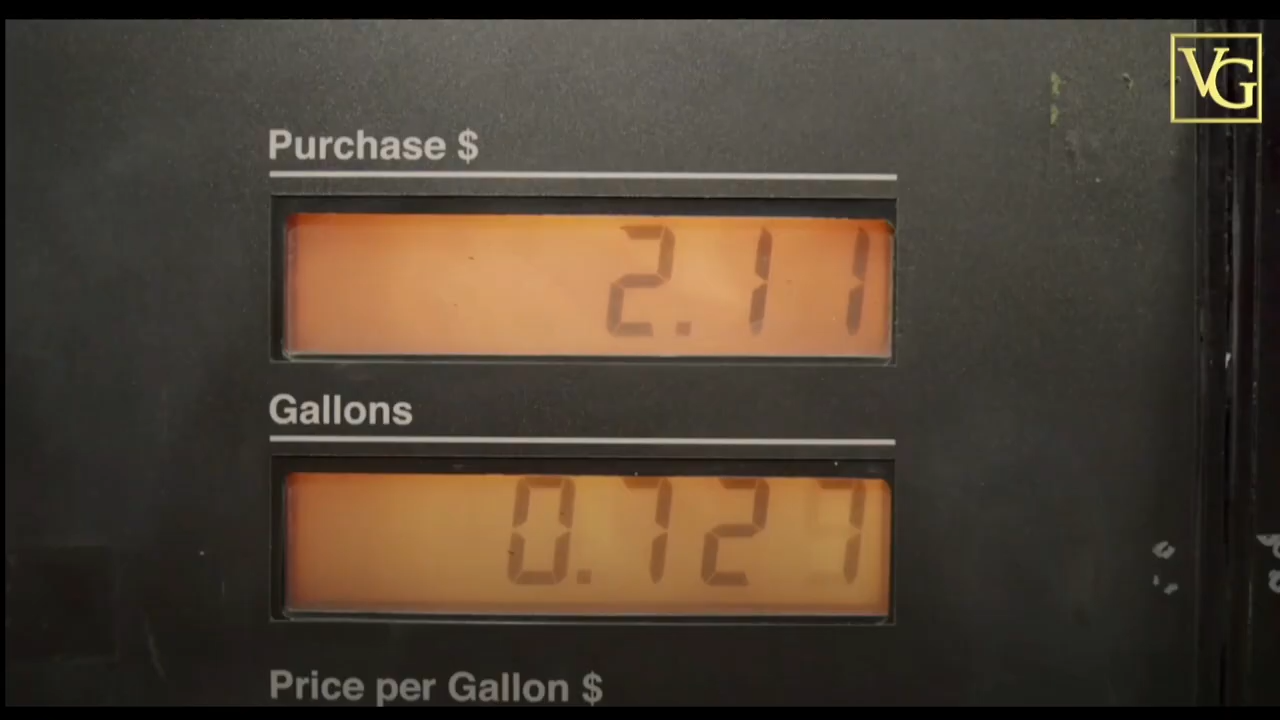 VG
Purchase $
2.11
Gallons
0.727
Price per Gallon $